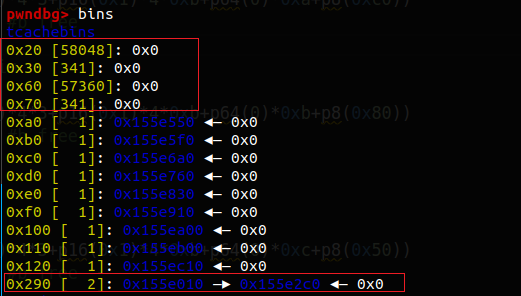 pwndbg> bins
tcachebins
0x20 [58048]: 0x0
0x30 [341]: 0x0
0x60 [57360]: 0x0
0x70 [341]: 0x0
0xa0 [  1]: 0x155e550 ◂— 0x0
0xb0 [  1]: 0x155e5f0 ◂— 0x0
0xc0 [  1]: 0x155e6a0 ◂— 0x0
0xd0 [  1]: 0x155e760 ◂— 0x0
0xe0 [  1]: 0x155e830 ◂— 0x0
0xf0 [  1]: 0x155e910 ◂— 0x0
0x100 [  1]: 0x155ea00 ◂— 0x0
0x110 [  1]: 0x155eb00 ◂— 0x0
0x120 [  1]: 0x155ec10 ◂— 0x0
0x290 [  2]: 0x155e010 —▸ 0x155e2c0 ◂— 0x0